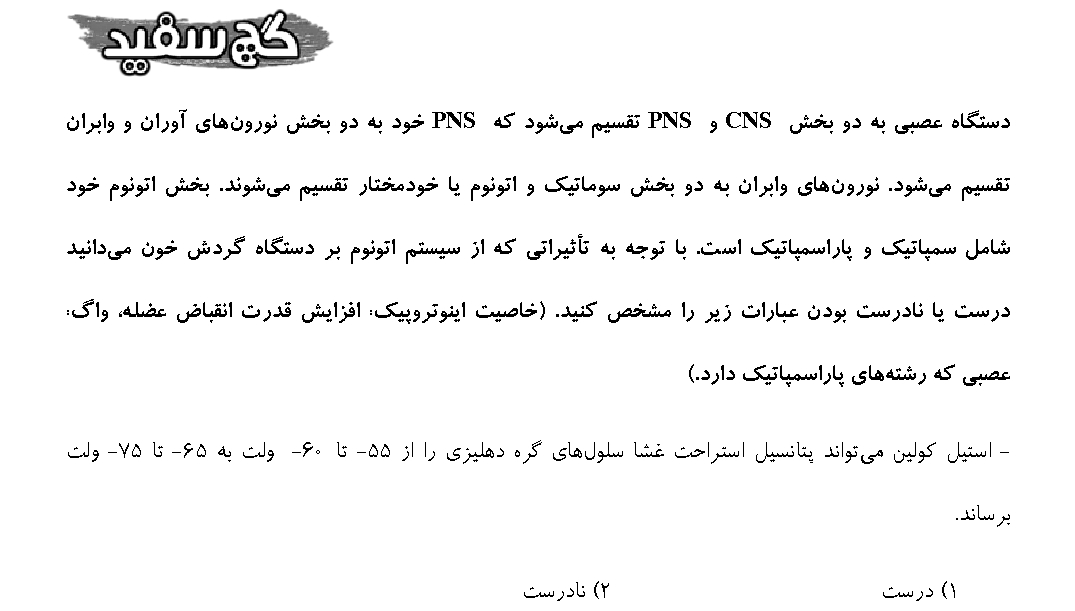 گچ سفید
دستگاه عصبی به دو بخش CNS و PNS تقسیم می‌شود که PNS خود به دو بخش نورون‌های آوران و وابران
تقسیم می‌شود. نورون‌های وابران به دو بخش سوماتیک و اتونوم یا خودمختار تقسیم می‌شوند. بخش اتونوم خود
شامل سمپاتیک و پاراسمپاتیک است. با توجه به تأثیراتی که از سیستم اتونوم بر دستگاه گردش خون می‌دانید
درست یا نادرست بودن عبارات زیر را مشخص کنید. (خاصیت اینوتروپیک: افزایش قدرت انقباض عضله، واگ:
عصبی که رشته‌های پاراسمپاتیک دارد.)
- استیل کولین می‌تواند پتانسیل استراحت غشا سلول‌های گره دهلیزی را از ۵۵- تا ۶۰- ولت به ۶۵- تا ۷۵- ولت
برساند.
۱) درست ۲) نادرست